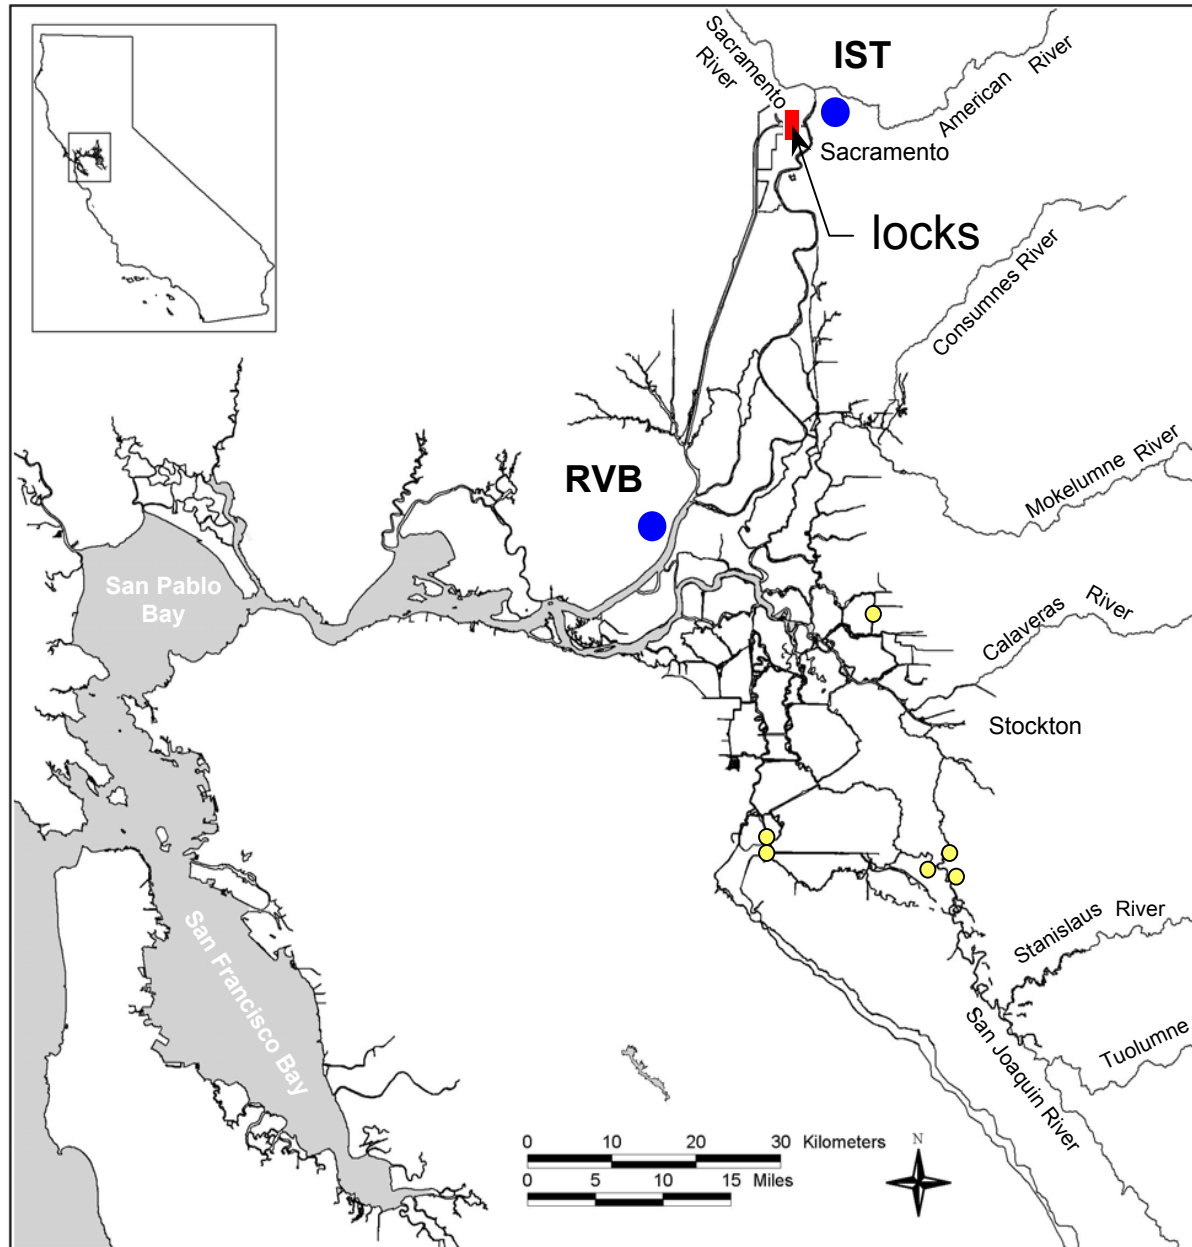 Sacramento
River
IST
American River
Sacramento
locks
Consumnes River
RVB
Mokelumne River
San Pablo
Bay
Calaveras River
Stockton
San Francisco Bay
Stanislaus River
San Joaquin River
Tuolumne
0 10 20 30 Kilometers
0 5 10 15 Miles
N